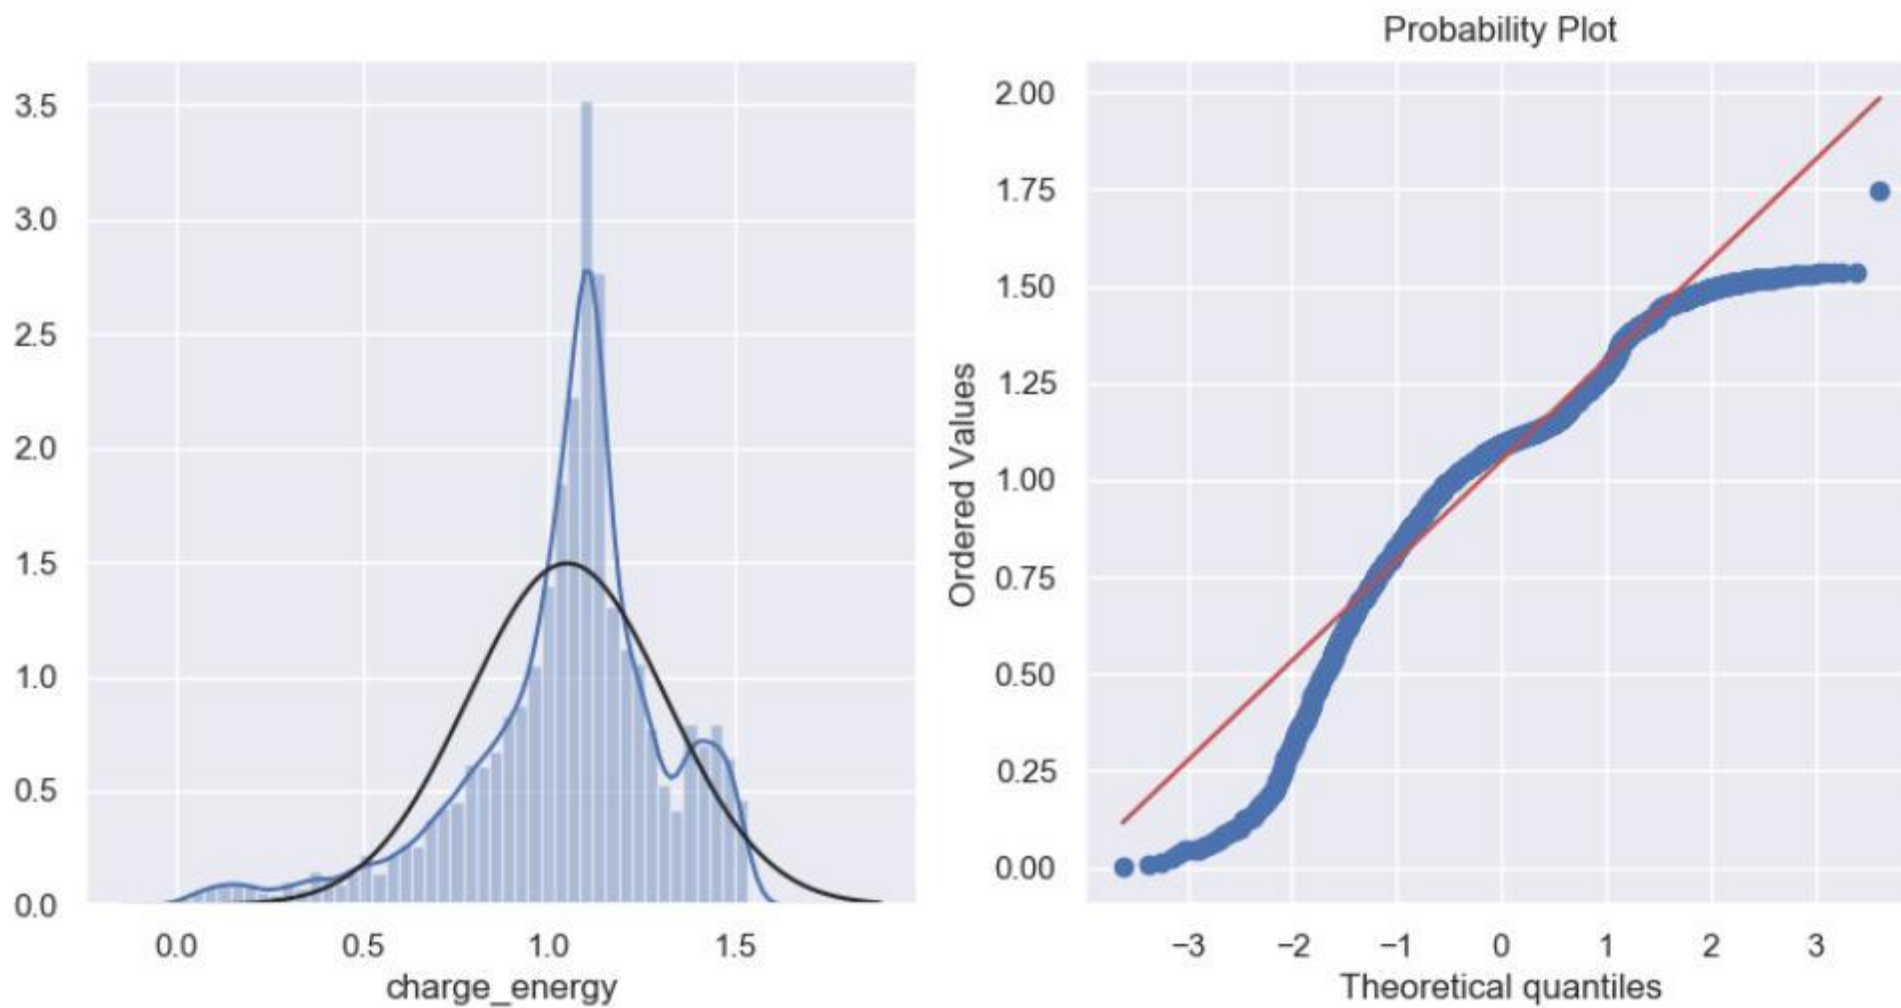 3.5
3.0
2.5
2.0
1.5
1.0
0.5
0.0
0.0 0.5 1.0 1.5
charge_energy
Probability Plot
Ordered Values
2.00
1.75
1.50
1.25
1.00
0.75
0.50
0.25
0.00
−3 −2 −1 0 1 2 3
Theoretical quantiles